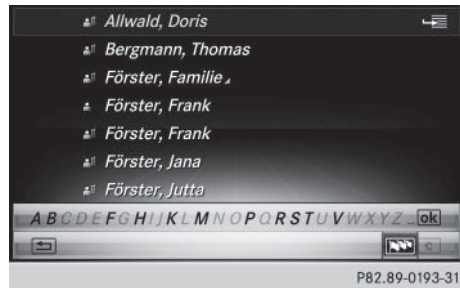 Allwald, Doris
Bergmann, Thomas
Förster, Familie
Förster, Frank
Förster, Frank
Förster, Jana
Förster, Jutta
A B C D E F G H I J K L M N O P Q R S T U V W X Y Z _ ok
C
P82.89-0193-31